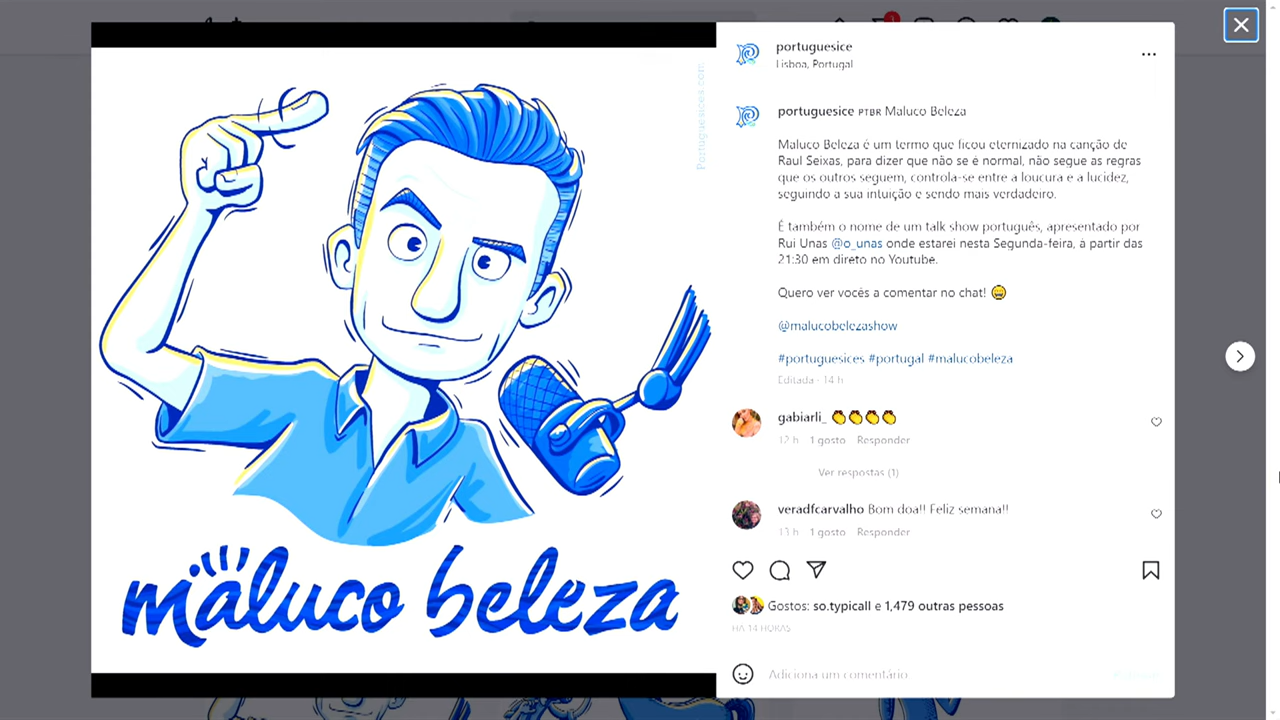 portuguesice
Lisboa, Portugal
Portuguesices.com
portuguesice PTBR Maluco Beleza
Maluco Beleza é um termo que ficou eternizado na canção de
Raul Seixas, para dizer que não se é normal, não segue as regras
que os outros seguem, controla-se entre a loucura e a lucidez,
seguindo a sua intuição e sendo mais verdadeiro.
É também o nome de um talk show português, apresentado por
Rui Unas @o_unas onde estarei nesta Segunda-feira, à partir das
21:30 em direto no Youtube.
Quero ver vocês a comentar no chat!
@malucobelezashow
#portuguesices #portugal #malucobeleza
Editada · 14 h
gabiarli_
12 h 1 gosto Responder
Ver respostas (1)
veradfcarvalho Bom doa!! Feliz semana!!
13 h 1 gosto Responder
Gostos: so.typicall e 1,479 outras pessoas
HÁ 14 HORAS
Adiciona um comentário
maluco beleza